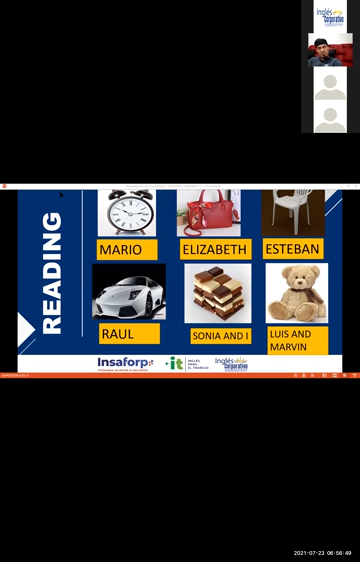 Inglés
Corporativo
READING
MARIO
ELIZABETH
ESTEBAN
RAUL
SONIA AND I
LUIS AND
MARVIN
Insaforp
it
INGLÉS
PARA
EL TRABAJO
Inglés
Corporativo
2021-07-23 06:56:49